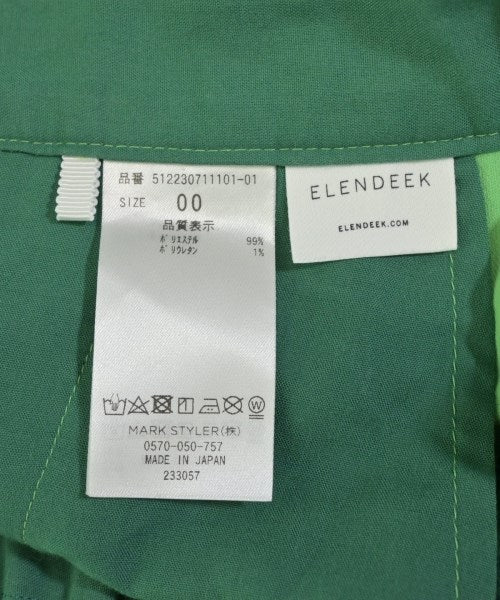 品番 512230711101-01
SIZE 00
品質表示
ポリエステル 99%
ポリウレタン 1%
MARK STYLER(株)
0570-050-757
MADE IN JAPAN
233057
ELENDEEK
ELENDEEK.COM